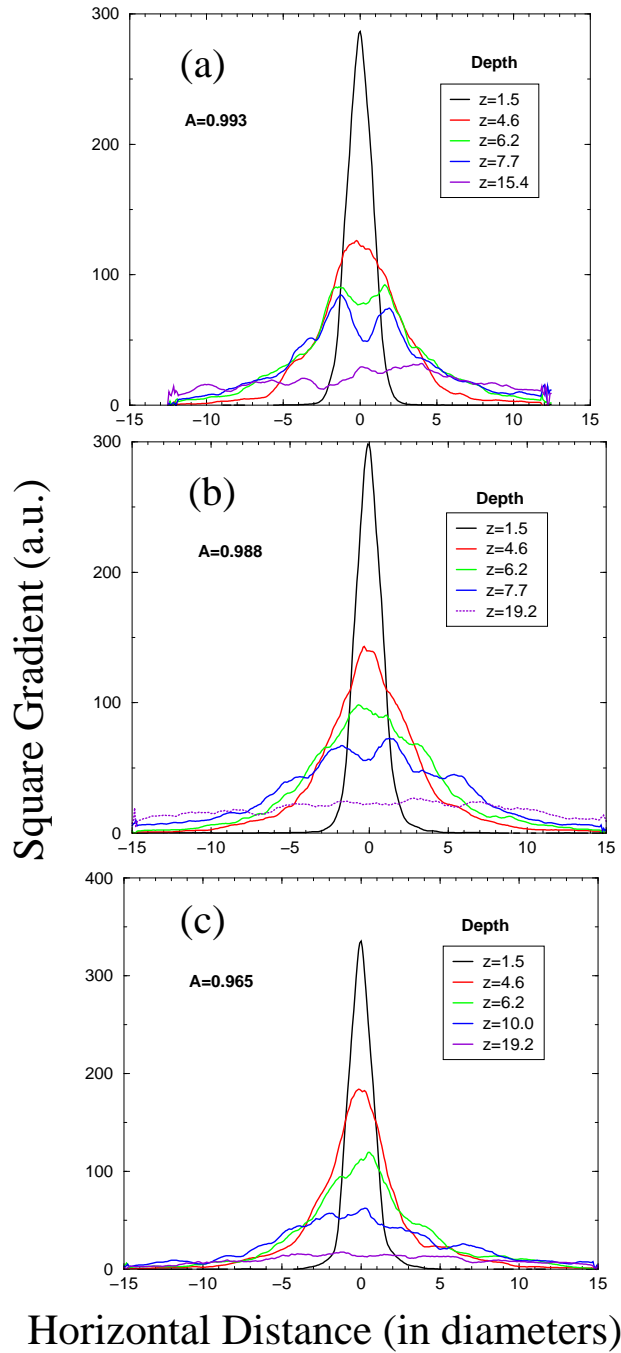 Square Gradient (a.u.)
300
200
100
0
(a)
A=0.993
Depth
z=1.5
z=4.6
z=6.2
z=7.7
z=15.4
−15 −10 −5 0 5 10 15
300
200
100
0
(b)
A=0.988
Depth
z=1.5
z=4.6
z=6.2
z=7.7
z=19.2
−15 −10 −5 0 5 10 15
400
300
200
100
0
(c)
A=0.965
Depth
z=1.5
z=4.6
z=6.2
z=10.0
z=19.2
−15 −10 −5 0 5 10 15
Horizontal Distance (in diameters)